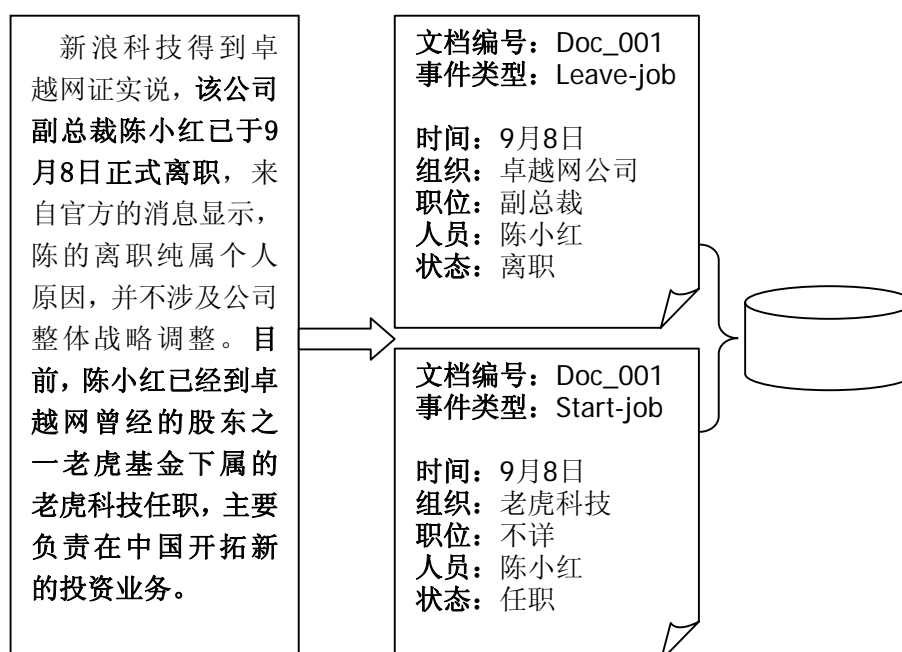 新浪科技得到卓
越网证实说，该公司
副总裁陈小红已于9
月8日正式离职，来
自官方的消息显示，
陈的离职纯属个人
原因，并不涉及公司
整体战略调整。目
前，陈小红已经到卓
越网曾经的股东之
一老虎基金下属的
老虎科技任职，主要
负责在中国开拓新
的投资业务。
文档编号：Doc_001
事件类型：Leave-job
时间：9月8日
组织：卓越网公司
职位：副总裁
人员：陈小红
状态：离职
文档编号：Doc_001
事件类型：Start-job
时间：9月8日
组织：老虎科技
职位：不详
人员：陈小红
状态：任职